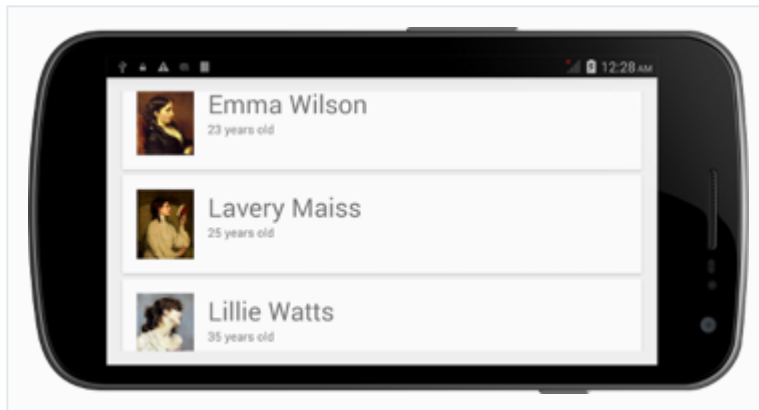 12:28 AM
Emma Wilson
23 years old
Lavery Maiss
25 years old
Lillie Watts
35 years old